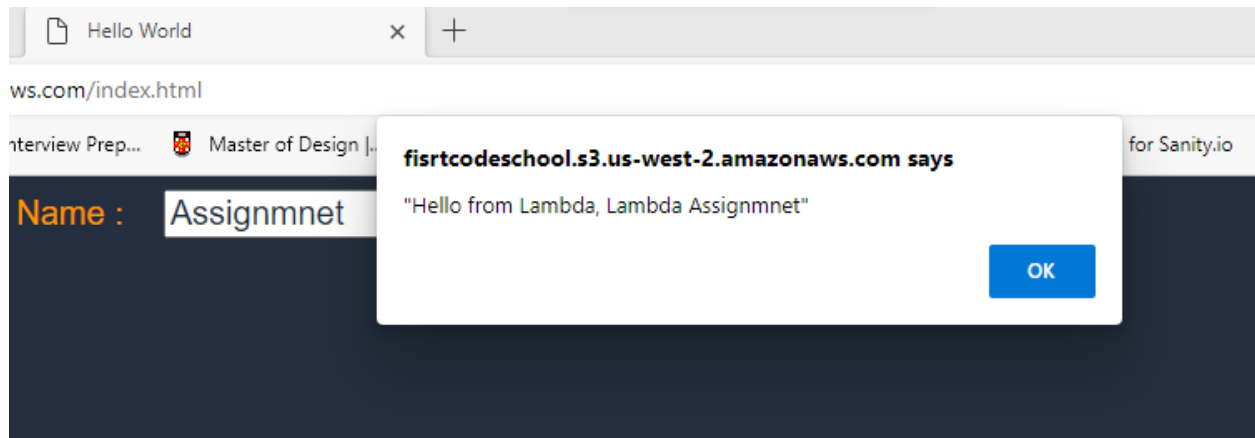 Hello World
ws.com/index.html
nterview Prep... Master of Design |.. for Sanity.io
fisrtcodeschool.s3.us-west-2.amazonaws.com says
"Hello from Lambda, Lambda Assignmnet"
Name : Assignmnet
OK